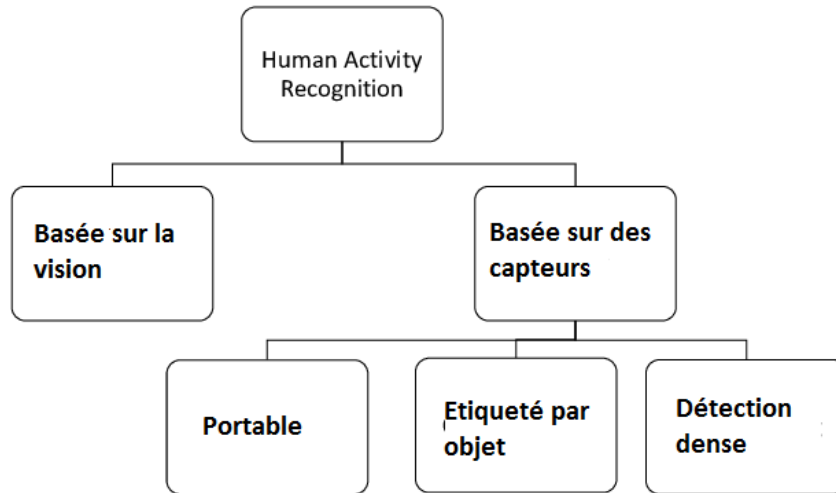 Human Activity
Recognition
Basée sur la
vision
Basée sur des
capteurs
Portable
Etiqueté par
objet
Détection
dense